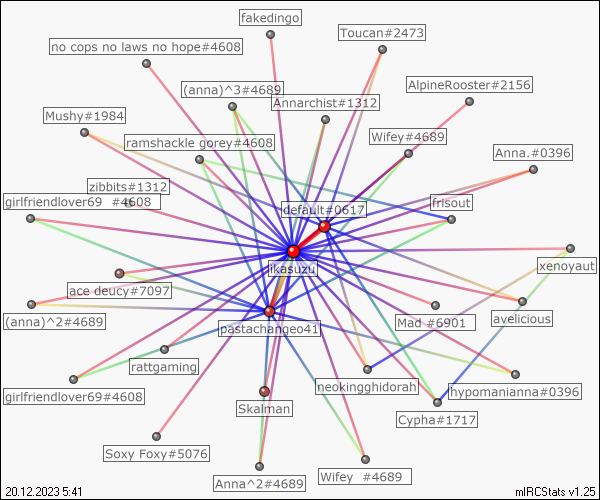 fakedingo
Toucan#2473
no cops no laws no hope#4608
(anna)^3#4689
AlpineRooster#2156
Annarchist#1312
Mushy#1984
ramshackle gorey#4608
Wifey#4689
Anna.#0396
zibbits#1312
girlfriendlover69  #4608
default#0617
frisout
ikasuzu
xenoyaut
ace deucy#7097
(anna)^2#4689
pastachangeo41
Mad #6901
avelicious
rattgaming
neokingghidorah
hypomanianna#0396
girlfriendlover69#4608
Skalman
Cypha#1717
Soxy Foxy#5076
Anna^2#4689
Wifey  #4689
20.12.2023 5:41
mIRCStats v1.25